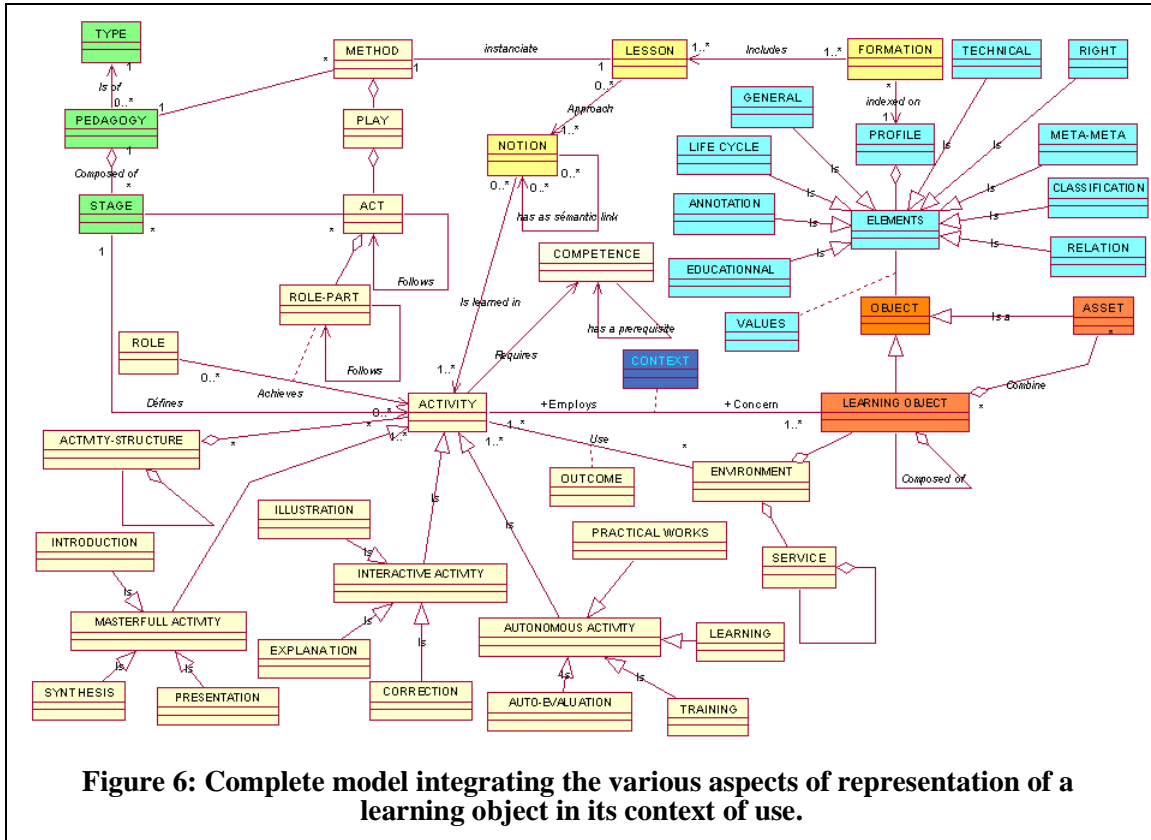 TYPE
METHOD
instanciate
LESSON
1..*
Includes
1..*
FORMATION
TECHNICAL
RIGHT
1
*
1
1
*
Is of
0..*
1
0..*
Approach
GENERAL
indexed on
1
Is
Is
PEDAGOGY
PLAY
1..*
NOTION
PROFILE
META-META
1
LIFE CYCLE
Is
Is
Composed of
0..*
0..*
0..*
Is
CLASSIFICATION
*
STAGE
ACT
ANNOTATION
Is
ELEMENTS
Is
*
*
has as sémantic link
1
COMPETENCE
Is
RELATION
EDUCATIONNAL
Is
Follows
Is learned in
ROLE-PART
OBJECT
Is a
ASSET
has a prerequisite
VALUES
*
ROLE
Requires
CONTEXT
0..*
Achieves
Follows
1..*
Combine
ACTIVITY
+Employs
+Concern
LEARNING OBJECT
*
Défines
0..*
*
1..*
1..*
1..*
1..*
ACTIVITY-STRUCTURE
*
Use
*
ENVIRONMENT
Composed of
OUTCOME
Is
ILLUSTRATION
Is
PRACTICAL WORKS
INTRODUCTION
Is
SERVICE
INTERACTIVE ACTIVITY
Is
MASTERFULL ACTIVITY
Is
AUTONOMOUS ACTIVITY
LEARNING
EXPLANATION
Is
Is
Is
Is
Is
SYNTHESIS
PRESENTATION
CORRECTION
AUTO-EVALUATION
TRAINING
Figure 6: Complete model integrating the various aspects of representation of a
learning object in its context of use.